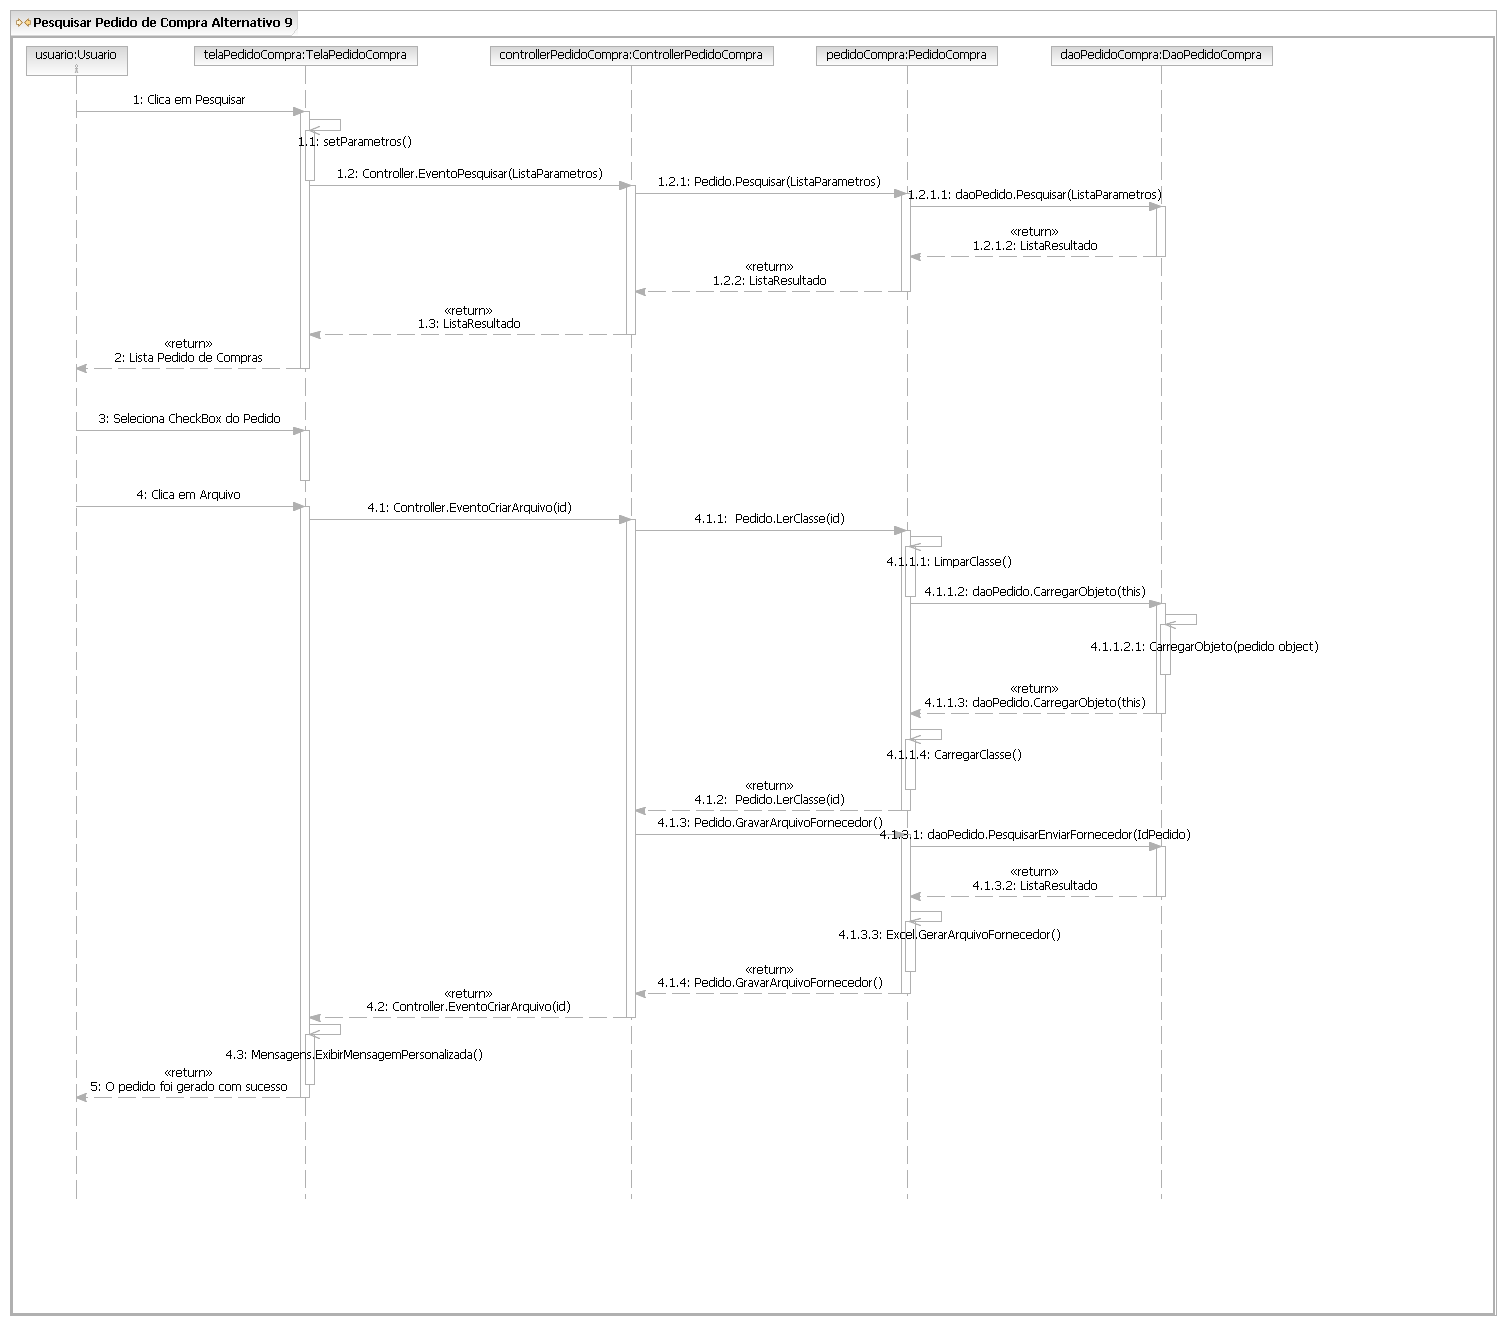 Pesquisar Pedido de Compra Alternativo 9
usuario:Usuario
telaPedidoCompra:TelaPedidoCompra
controllerPedidoCompra:ControllerPedidoCompra
pedidoCompra:PedidoCompra
daoPedidoCompra:DaoPedidoCompra
1: Clica em Pesquisar
1.1: setParametros()
1.2: Controller.EventoPesquisar(ListaParametros)
1.2.1: Pedido.Pesquisar(ListaParametros)
1.2.1.1: daoPedido.Pesquisar(ListaParametros)
«return»
1.2.1.2: ListaResultado
«return»
1.2.2: ListaResultado
«return»
1.3: ListaResultado
«return»
2: Lista Pedido de Compras
3: Seleciona CheckBox do Pedido
4: Clica em Arquivo
4.1: Controller.EventoCriarArquivo(id)
4.1.1:  Pedido.LerClasse(id)
4.1.1.1: LimparClasse()
4.1.1.2: daoPedido.CarregarObjeto(this)
4.1.1.2.1: CarregarObjeto(pedido object)
«return»
4.1.1.3: daoPedido.CarregarObjeto(this)
4.1.1.4: CarregarClasse()
«return»
4.1.2:  Pedido.LerClasse(id)
4.1.3: Pedido.GravarArquivoFornecedor()
4.1.3.1: daoPedido.PesquisarEnviarFornecedor(IdPedido)
«return»
4.1.3.2: ListaResultado
4.1.3.3: Excel.GerarArquivoFornecedor()
«return»
4.1.4: Pedido.GravarArquivoFornecedor()
«return»
4.2: Controller.EventoCriarArquivo(id)
4.3: Mensagens.ExibirMensagemPersonalizada()
«return»
5: O pedido foi gerado com sucesso